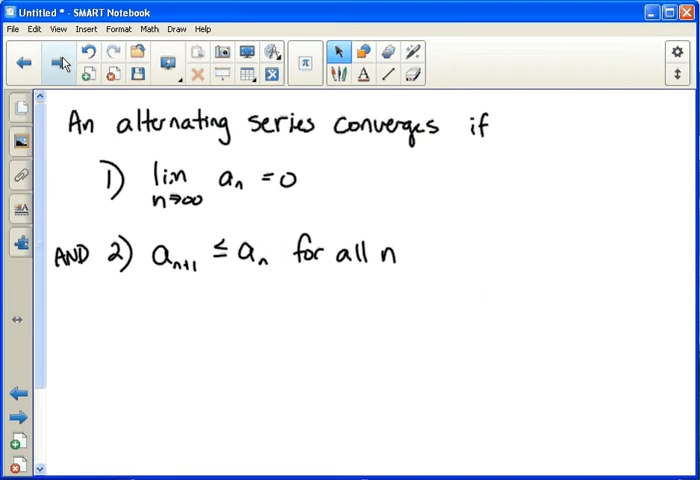 Untitled * - SMART Notebook
File Edit View Insert Format Math Draw Help
π
An alternating series converges if
1) lim aₙ = 0
n→∞
AND 2) aₙ₊₁ ≤ aₙ for all n